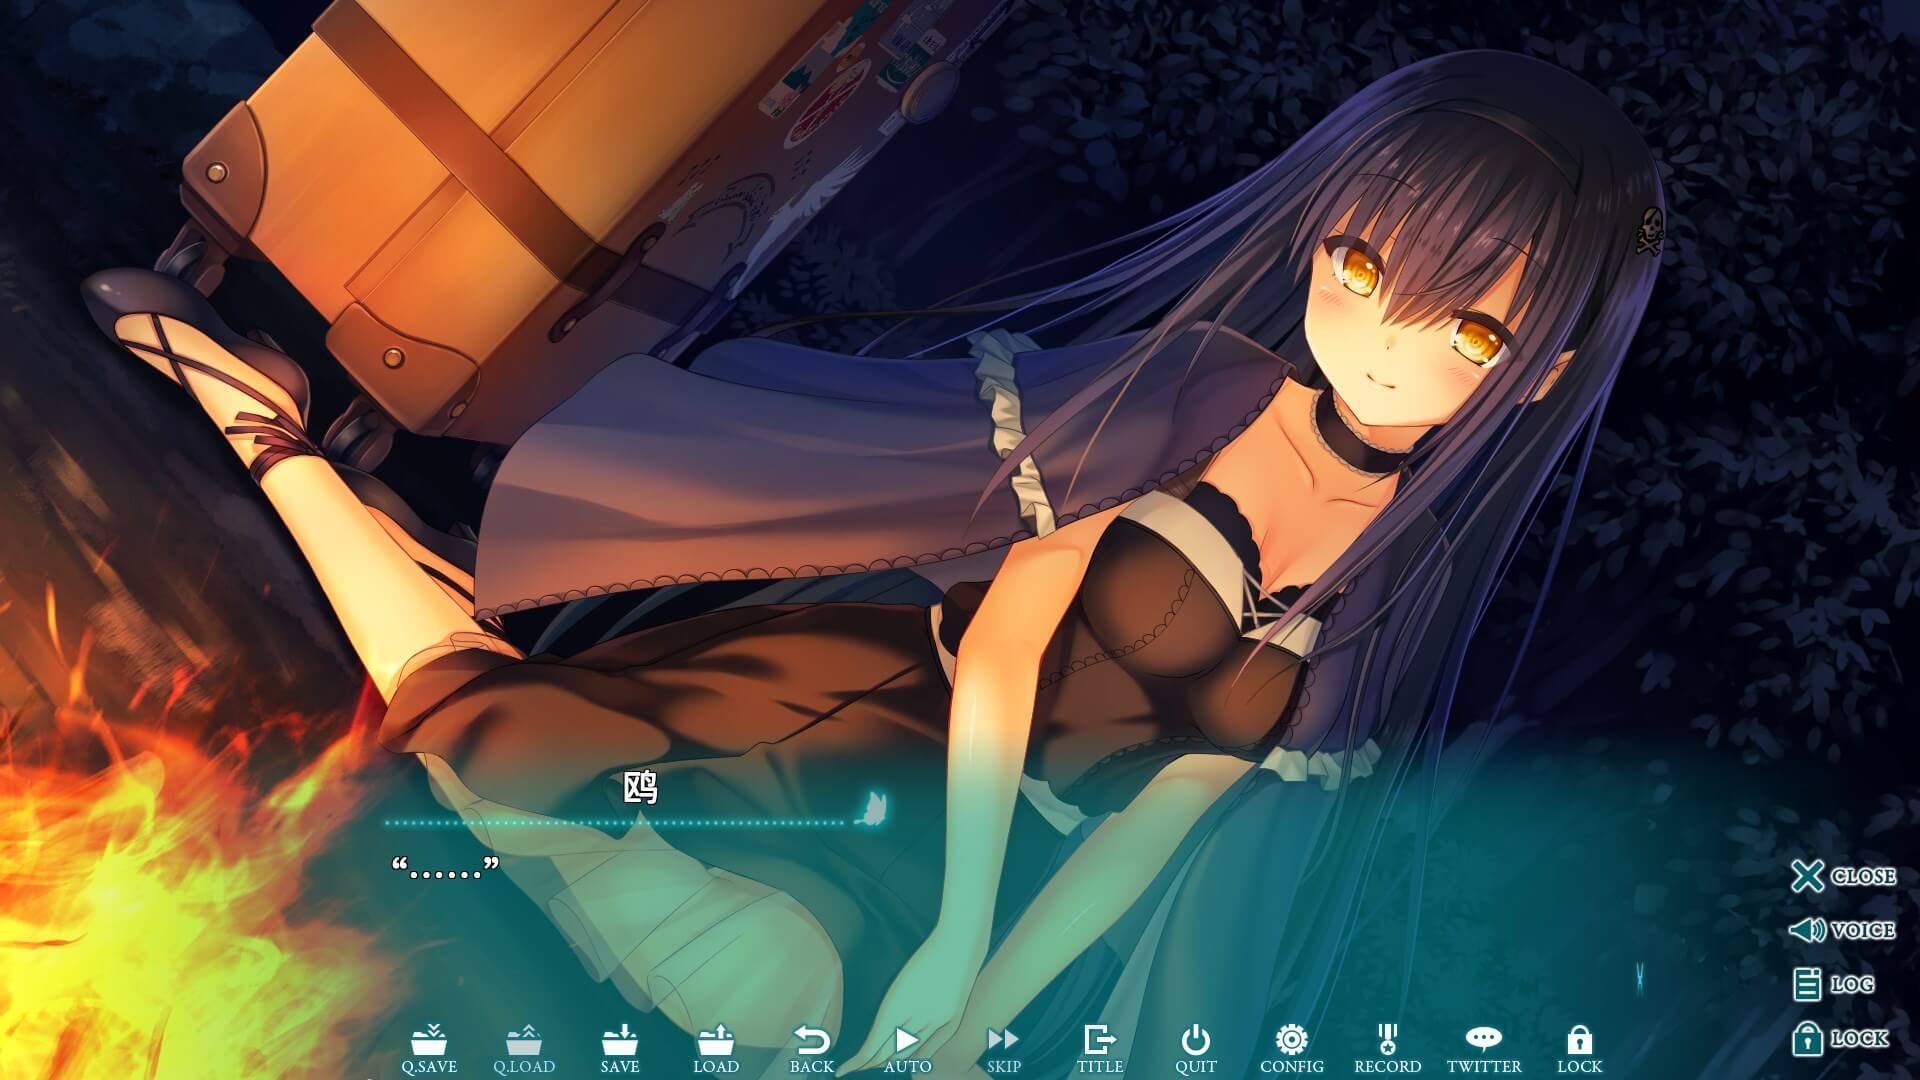 鸥
“……”
CLOSE
VOICE
LOG
LOCK
Q.SAVE Q.LOAD SAVE LOAD BACK AUTO SKIP TITLE QUIT CONFIG RECORD TWITTER LOCK